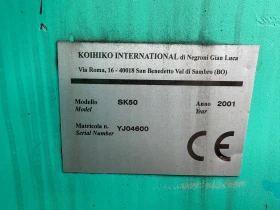 KOIHIKO INTERNATIONAL di Negroni Gian Luca
Via Roma, 16 - 40018 San Benedetto Val di Sambro (BO)
Modello SK50 Anno 2001
Model Year
Matricola n. YJ04600
Serial Number
CE